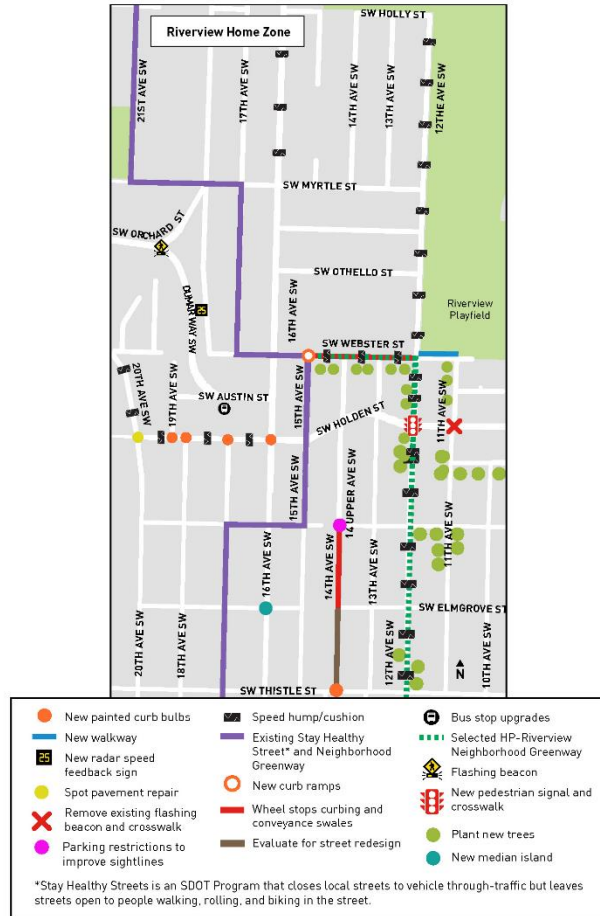 Riverview Home Zone
SW HOLLY ST
21ST AVE SW
17TH AVE SW
14TH AVE SW
13TH AVE SW
12THE AVE SW
SW MYRTLE ST
SW ORCHARD ST
SW OTHELLO ST
DUMAR WAY SW
25
16TH AVE SW
Riverview
Playfield
SW WEBSTER ST
20TH AVE SW
19TH AVE SW
SW AUSTIN ST
15TH AVE SW
SW HOLDEN ST
11TH AVE SW
15TH AVE SW
14 UPPER AVE SW
16TH AVE SW
14TH AVE SW
13TH AVE SW
11TH AVE SW
SW ELMGROVE ST
20TH AVE SW
18TH AVE SW
12TH AVE SW
N
10TH AVE SW
SW THISTLE ST
New painted curb bulbs
New walkway
25
New radar speed
feedback sign
Spot pavement repair
Remove existing flashing
beacon and crosswalk
Parking restrictions to
improve sightlines
Speed hump/cushion
Existing Stay Healthy
Street* and Neighborhood
Greenway
New curb ramps
Wheel stops curbing and
conveyance swales
Evaluate for street redesign
Bus stop upgrades
Selected HP-Riverview
Neighborhood Greenway
Flashing beacon
New pedestrian signal and
crosswalk
Plant new trees
New median island
*Stay Healthy Streets is an SDOT Program that closes local streets to vehicle through-traffic but leaves
streets open to people walking, rolling, and biking in the street.